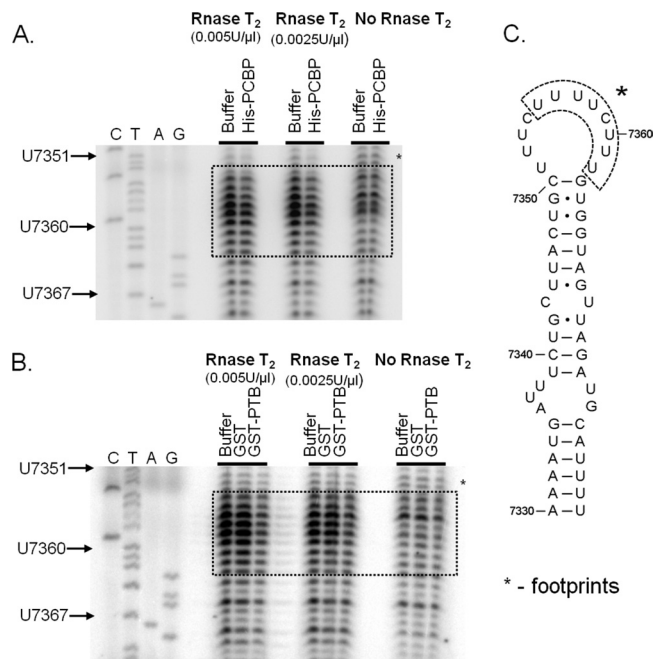 A.
Rnase T2 Rnase T2 No Rnase T2
(0.005U/µl) (0.0025U/µl)
Buffer His-PCBP Buffer His-PCBP Buffer His-PCBP
C T A G
U7351
*
U7360
U7367
B.
Rnase T2 Rnase T2 No Rnase T2
(0.005U/µl) (0.0025U/µl)
Buffer GST GST-PTB Buffer GST GST-PTB Buffer GST GST-PTB
C T A G
U7351
*
U7360
U7367
C.
*
7360
7350
7340
7330
* - footprints